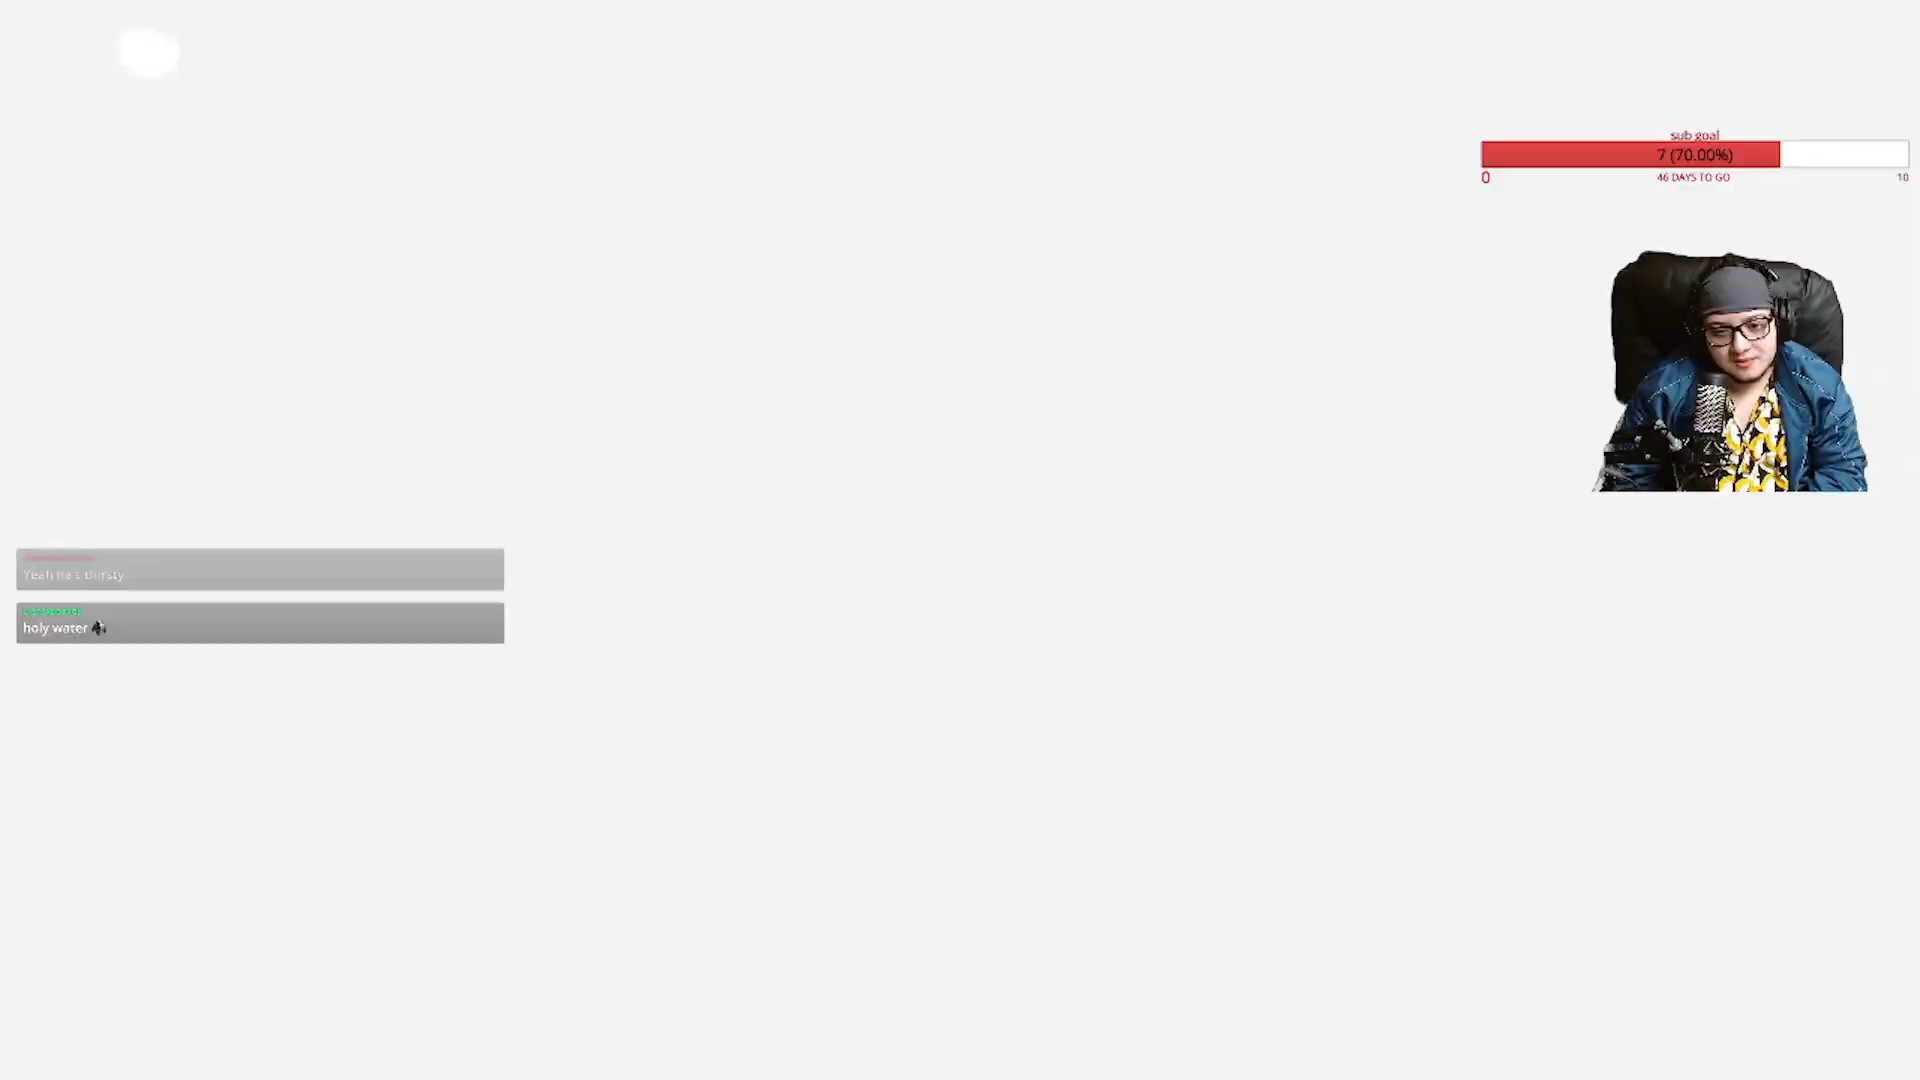 sub goal
7 (70.00%)
0
46 DAYS TO GO
10
Yeah he's thirsty
holy water